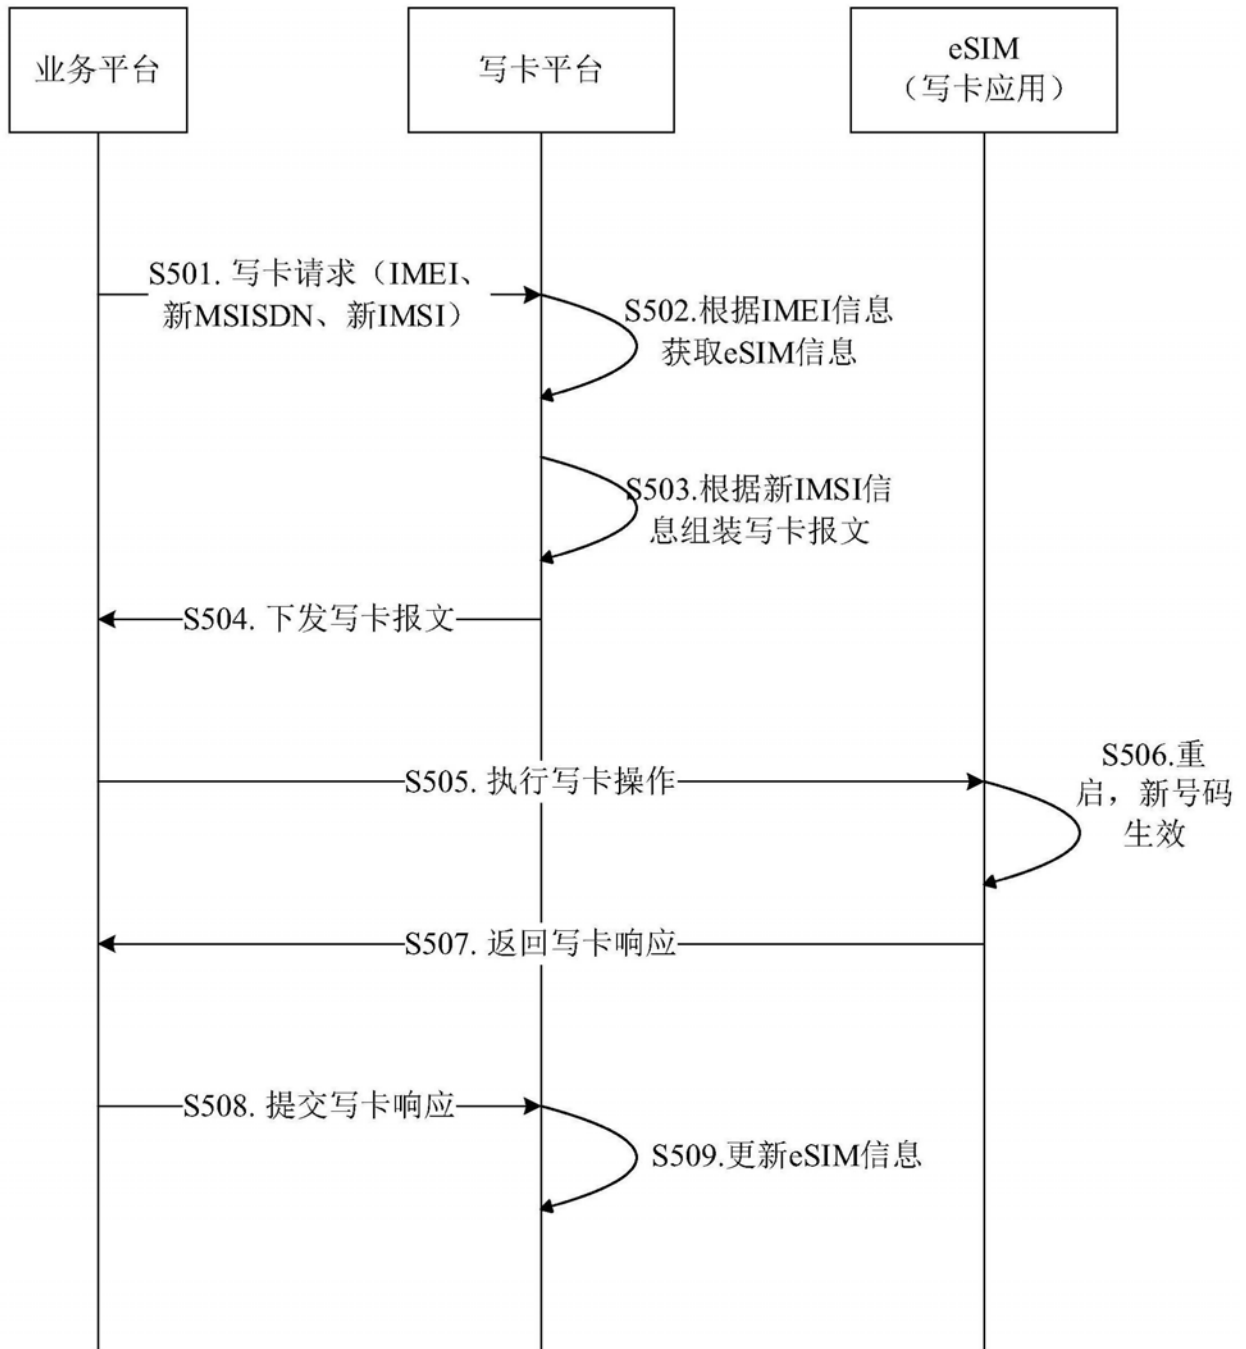 业务平台
写卡平台
eSIM
（写卡应用）
S501. 写卡请求（IMEI、
新MSISDN、新IMSI）
S502.根据IMEI信息
获取eSIM信息
S503.根据新IMSI信
息组装写卡报文
S504. 下发写卡报文
S505. 执行写卡操作
S506.重
启，新号码
生效
S507. 返回写卡响应
S508. 提交写卡响应
S509.更新eSIM信息